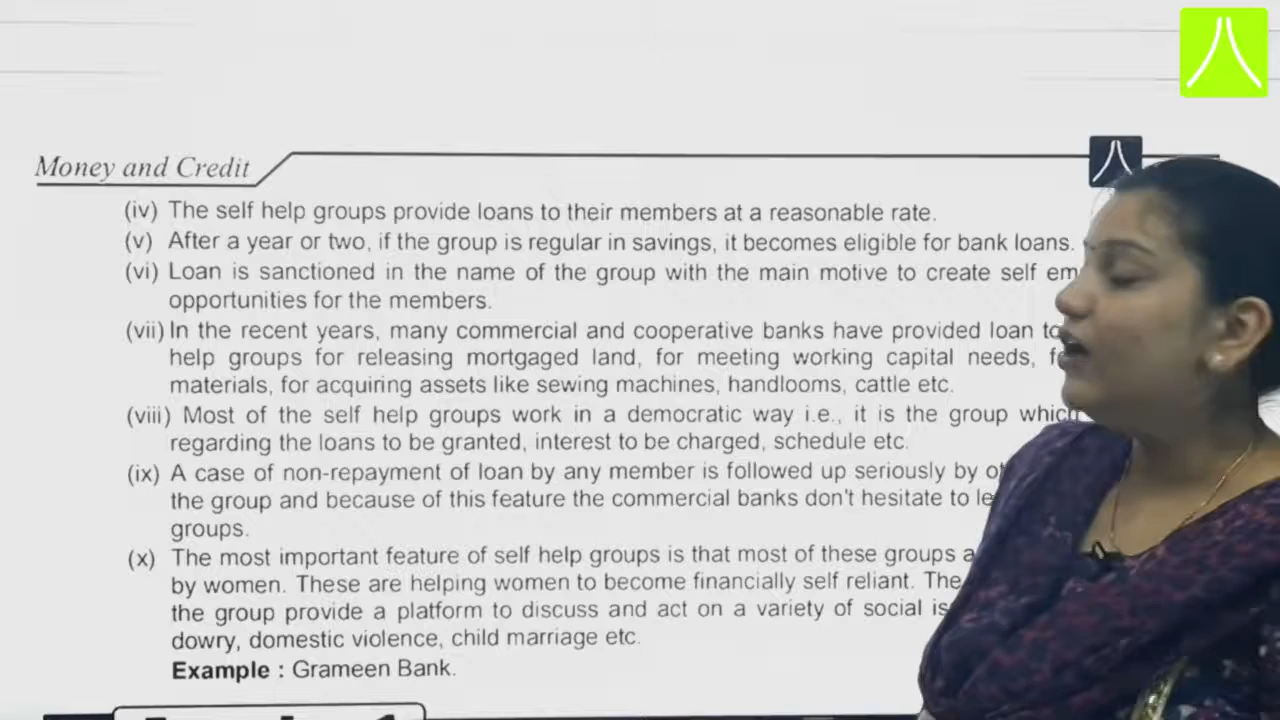 Money and Credit
(iv) The self help groups provide loans to their members at a reasonable rate.
(v) After a year or two, if the group is regular in savings, it becomes eligible for bank loans.
(vi) Loan is sanctioned in the name of the group with the main motive to create self em
opportunities for the members.
(vii) In the recent years, many commercial and cooperative banks have provided loan to
help groups for releasing mortgaged land, for meeting working capital needs,
materials, for acquiring assets like sewing machines, handlooms, cattle etc.
(viii) Most of the self help groups work in a democratic way i.e., it is the group which
regarding the loans to be granted, interest to be charged, schedule etc.
(ix) A case of non-repayment of loan by any member is followed up seriously by
the group and because of this feature the commercial banks don't hesitate to
groups.
(x) The most important feature of self help groups is that most of these groups
by women. These are helping women to become financially self reliant. The
the group provide a platform to discuss and act on a variety of social
dowry, domestic violence, child marriage etc.
Example : Grameen Bank.